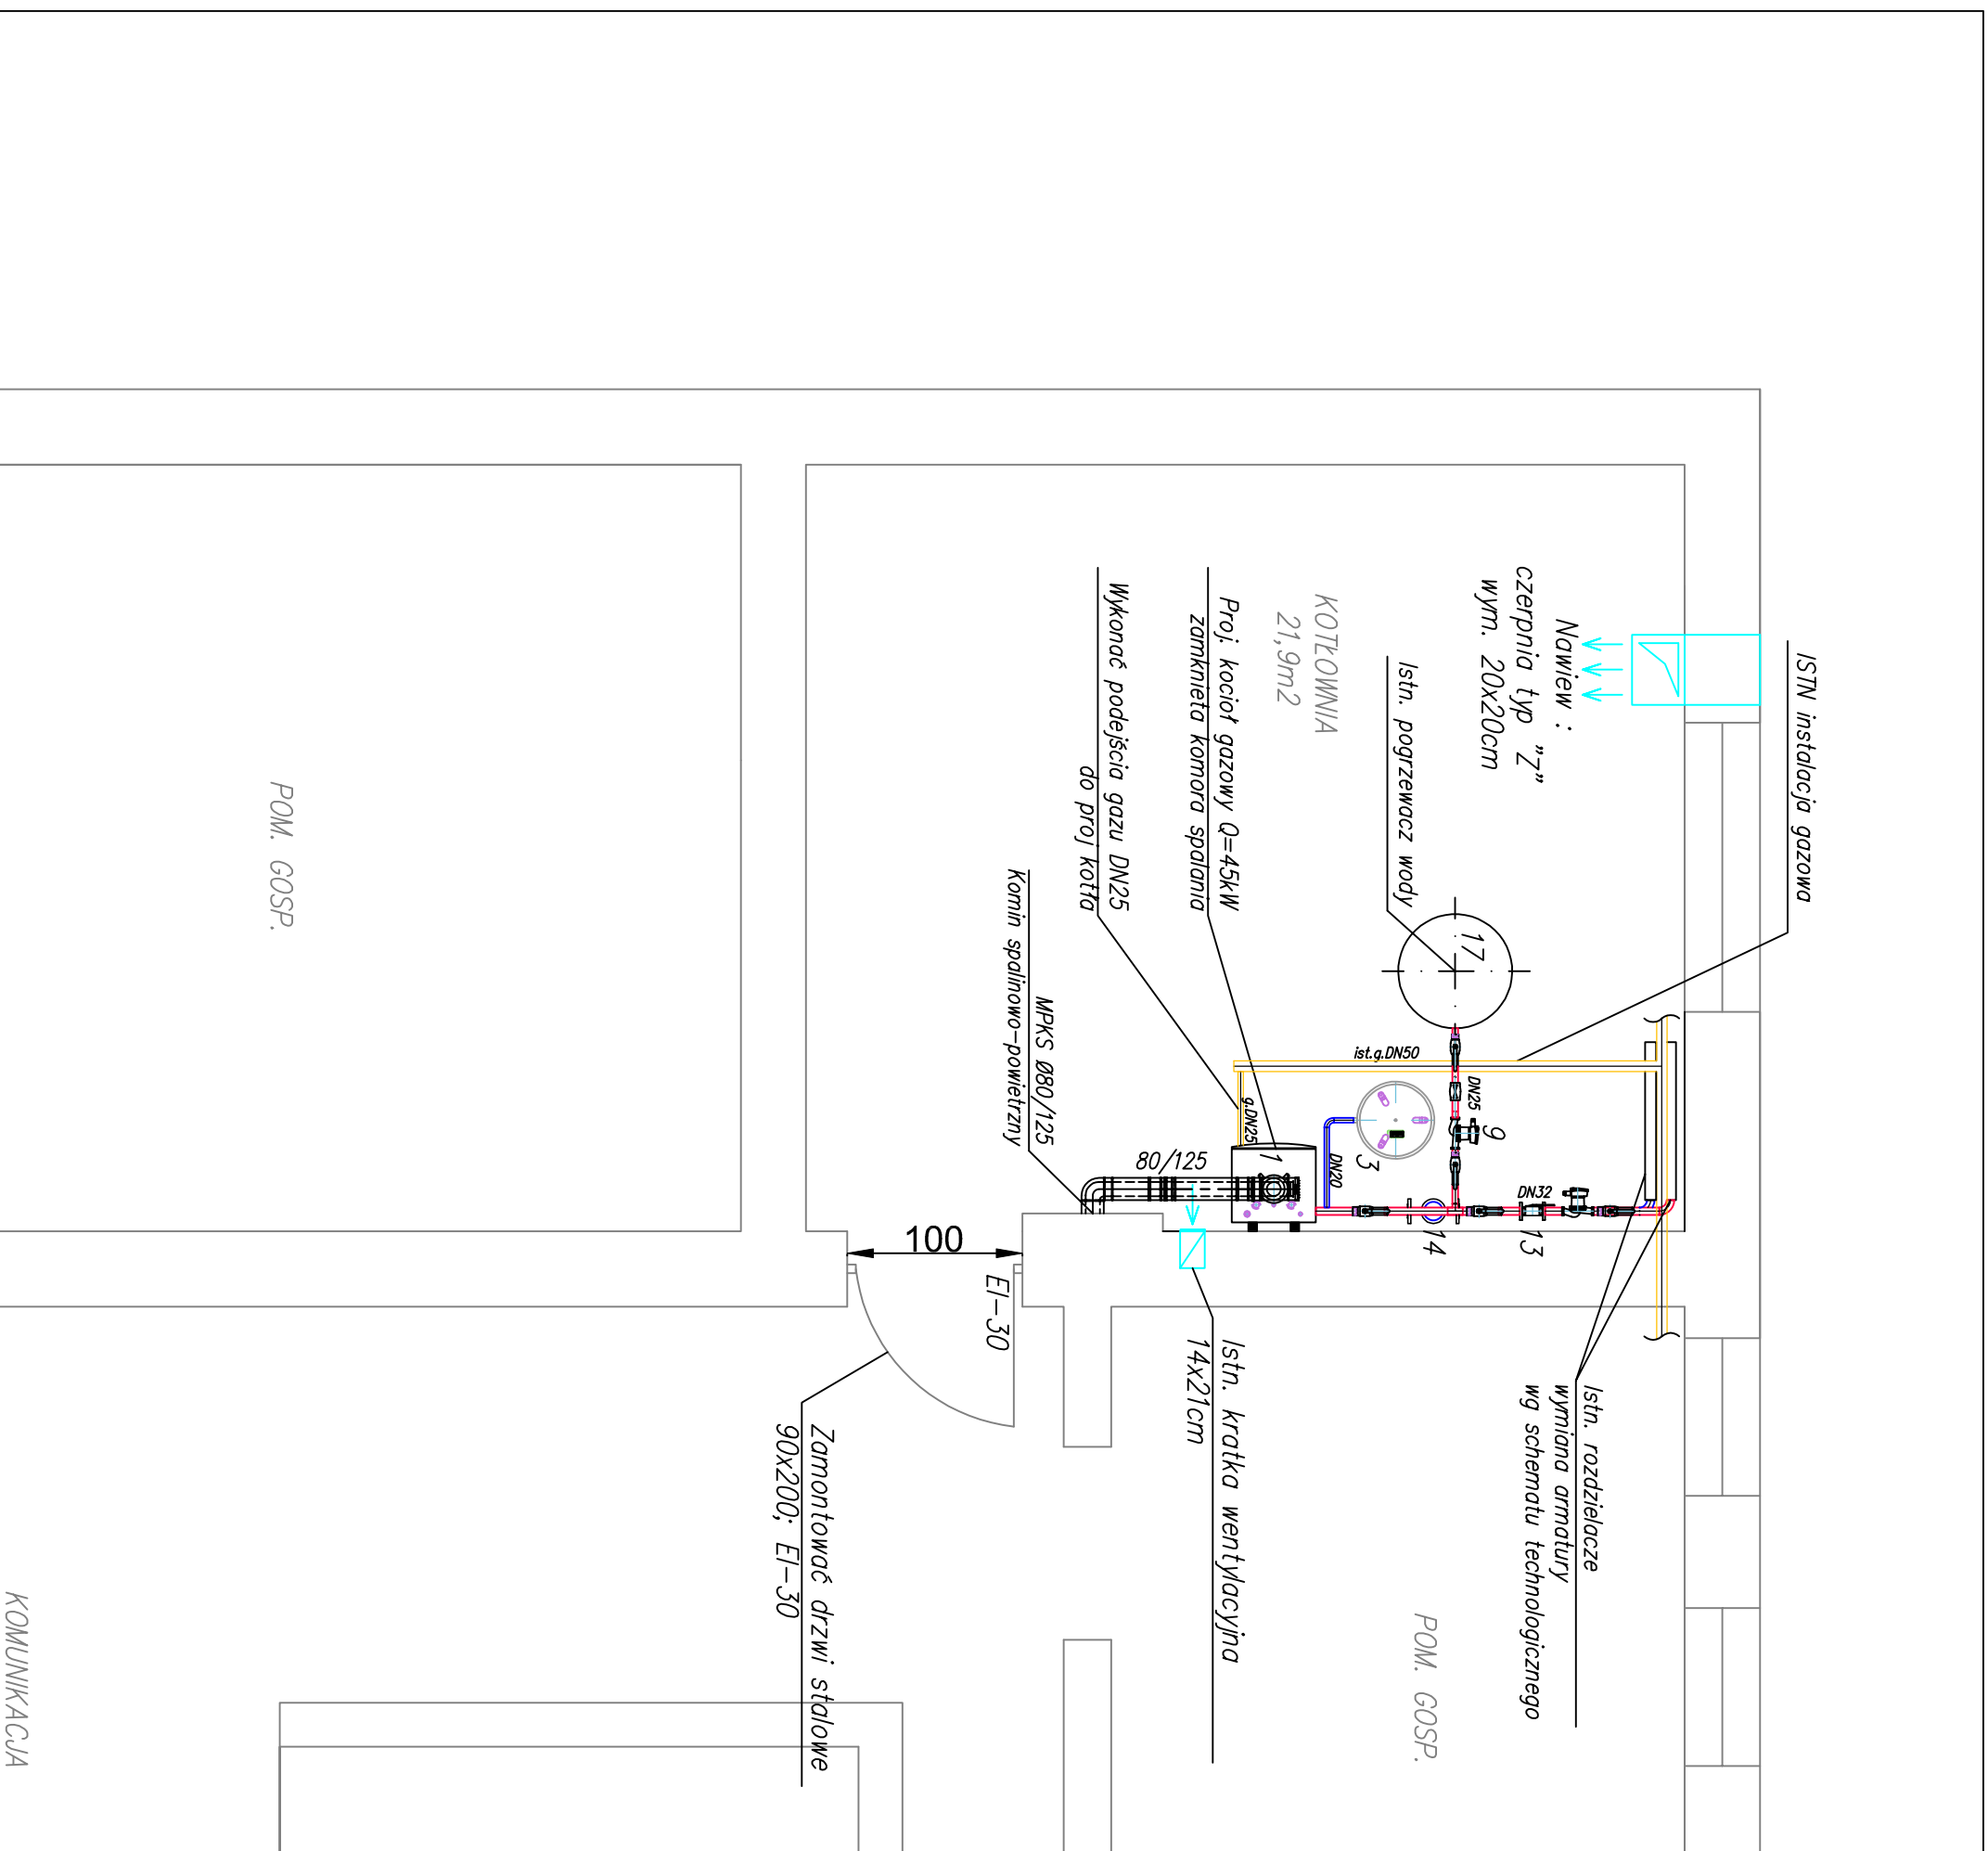 ISTN instalacja gazowa
Nawiew :
czerpnia typ "Z"
wym. 20x20cm
Istn. pogrzewacz wody
KOTŁOWNIA
21,9m2
Proj. kocioł gazowy Q=45kW
zamknięta komora spalania
Wykonać podejścia gazu DN25
do proj kotła
MPKS Ø80/125
Komin spalinowo-powietrzny
17
ist.g.DN50
g.DN25
DN25
9
3
1
DN20
DN32
80/125
14
13
100
EI-30
POM. GOSP.
Istn. rozdzielacze
wymiana armatury
wg schematu technologicznego
Istn. kratka wentylacyjna
14x21cm
Zamontować drzwi stalowe
90x200; EI-30
POM. GOSP.
KOMUNIKACJA